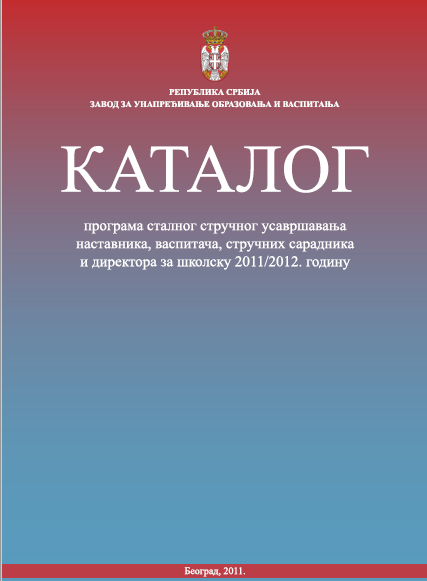 РЕПУБЛИКА СРБИЈА
ЗАВОД ЗА УНАПРЕЂИВАЊЕ ОБРАЗОВАЊА И ВАСПИТАЊА
КАТАЛОГ
програма сталног стручног усавршавања
наставника, васпитача, стручних сарадника
и директора за школску 2011/2012. годину
Београд, 2011.